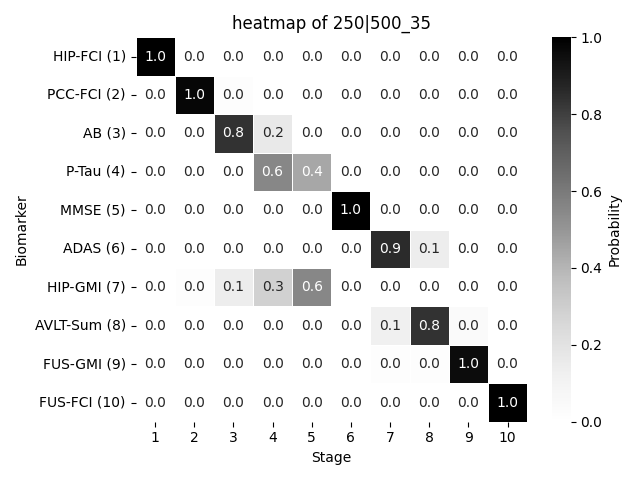 heatmap of 250|500_35
HIP-FCI (1) 1.0 0.0 0.0 0.0 0.0 0.0 0.0 0.0 0.0 0.0
PCC-FCI (2) 0.0 1.0 0.0 0.0 0.0 0.0 0.0 0.0 0.0 0.0
AB (3) 0.0 0.0 0.8 0.2 0.0 0.0 0.0 0.0 0.0 0.0
P-Tau (4) 0.0 0.0 0.0 0.6 0.4 0.0 0.0 0.0 0.0 0.0
MMSE (5) 0.0 0.0 0.0 0.0 0.0 1.0 0.0 0.0 0.0 0.0
ADAS (6) 0.0 0.0 0.0 0.0 0.0 0.0 0.9 0.1 0.0 0.0
HIP-GMI (7) 0.0 0.0 0.1 0.3 0.6 0.0 0.0 0.0 0.0 0.0
AVLT-Sum (8) 0.0 0.0 0.0 0.0 0.0 0.0 0.1 0.8 0.0 0.0
FUS-GMI (9) 0.0 0.0 0.0 0.0 0.0 0.0 0.0 0.0 1.0 0.0
FUS-FCI (10) 0.0 0.0 0.0 0.0 0.0 0.0 0.0 0.0 0.0 1.0
1 2 3 4 5 6 7 8 9 10
Stage
Biomarker
1.0
0.8
0.6
0.4
0.2
0.0
Probability